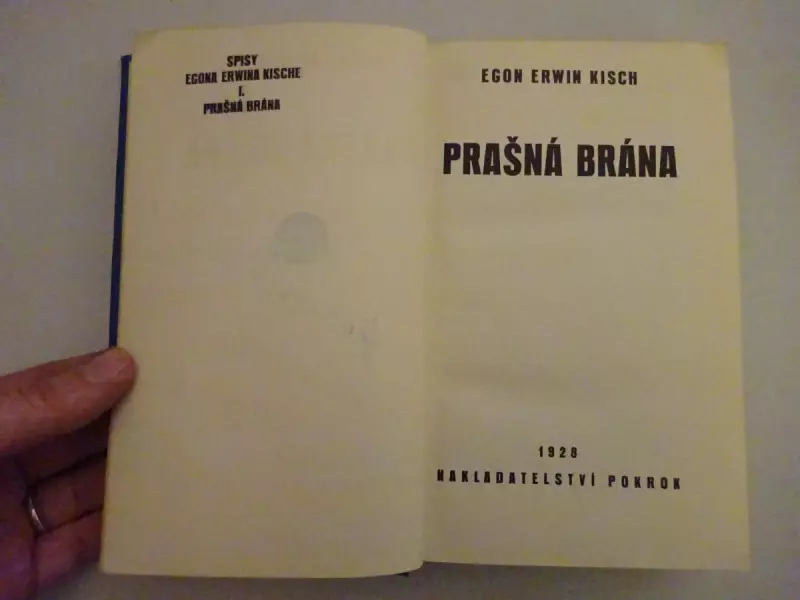 SPISY
EGONA ERWINA KISCHE
I.
PRAŠNÁ BRÁNA
EGON ERWIN KISCH
PRAŠNÁ BRÁNA
1928
NAKLADATELSTVÍ POKROK